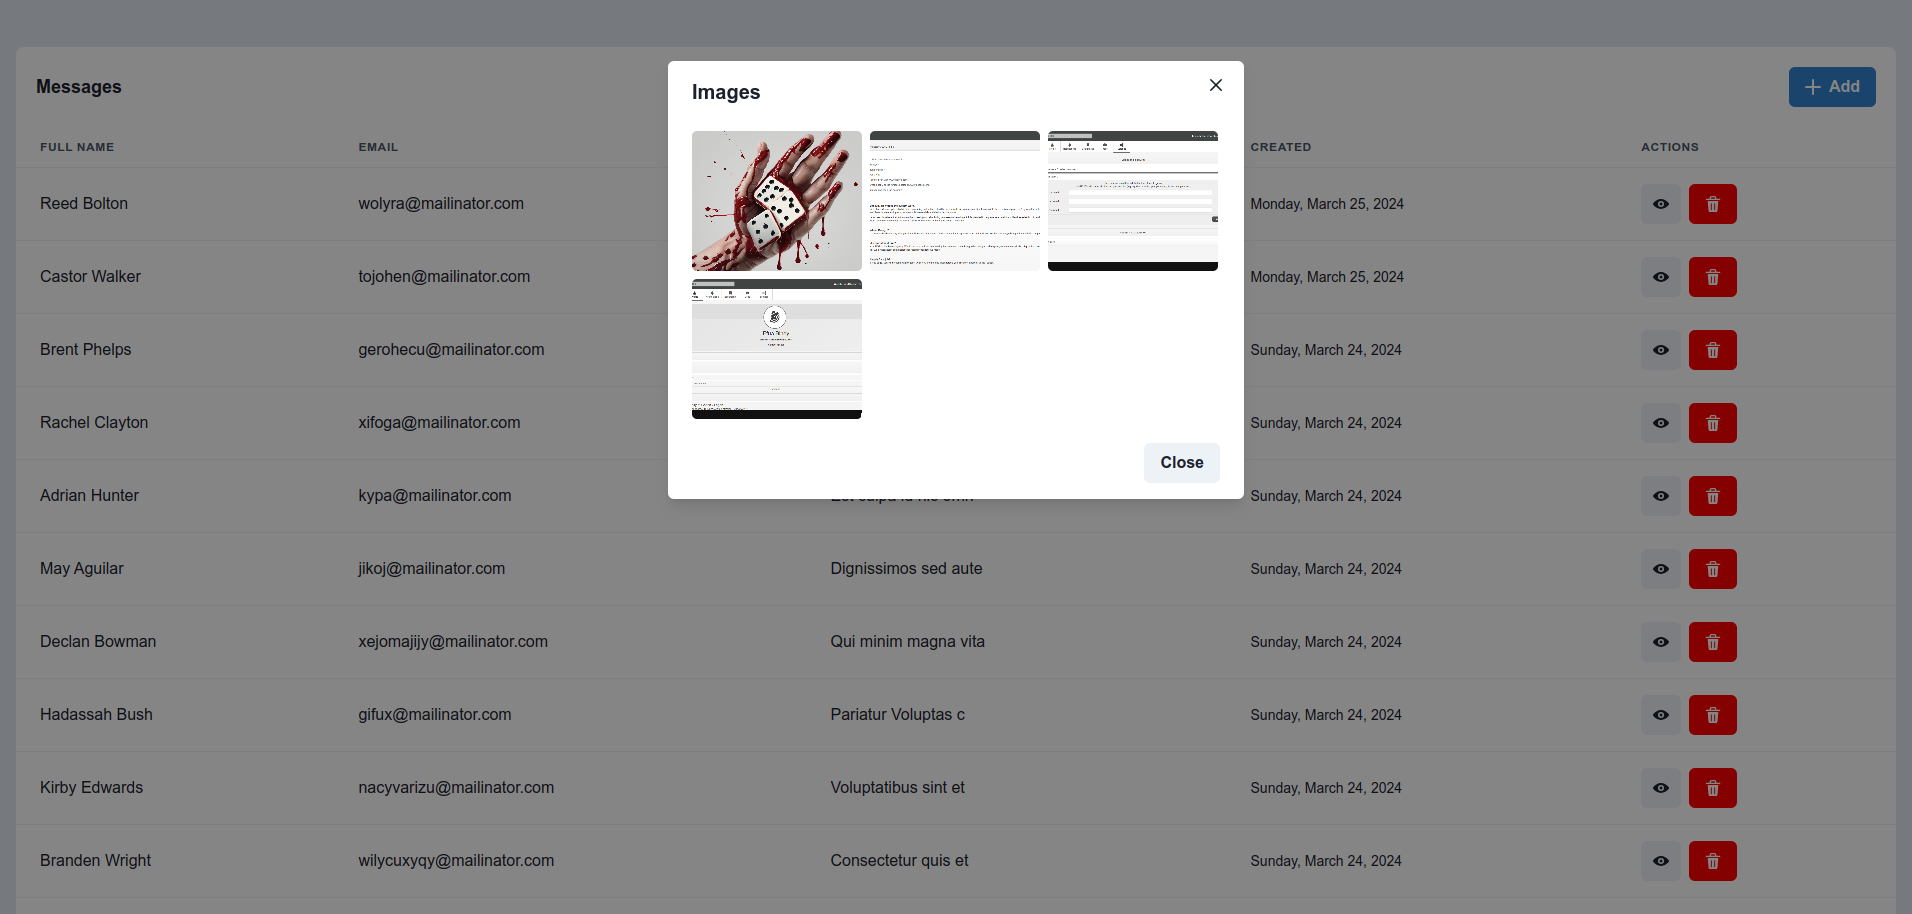 Messages
Add
Images
FULL NAME EMAIL CREATED ACTIONS
Reed Bolton wolyra@mailinator.com Monday, March 25, 2024
Castor Walker tojohen@mailinator.com Monday, March 25, 2024
Brent Phelps gerohecu@mailinator.com Sunday, March 24, 2024
Rachel Clayton xifoga@mailinator.com Sunday, March 24, 2024
Close
Adrian Hunter kypa@mailinator.com Sunday, March 24, 2024
May Aguilar jikoj@mailinator.com Dignissimos sed aute Sunday, March 24, 2024
Declan Bowman xejomajijy@mailinator.com Qui minim magna vita Sunday, March 24, 2024
Hadassah Bush gifux@mailinator.com Pariatur Voluptas c Sunday, March 24, 2024
Kirby Edwards nacyvarizu@mailinator.com Voluptatibus sint et Sunday, March 24, 2024
Branden Wright wilycuxyqy@mailinator.com Consectetur quis et Sunday, March 24, 2024